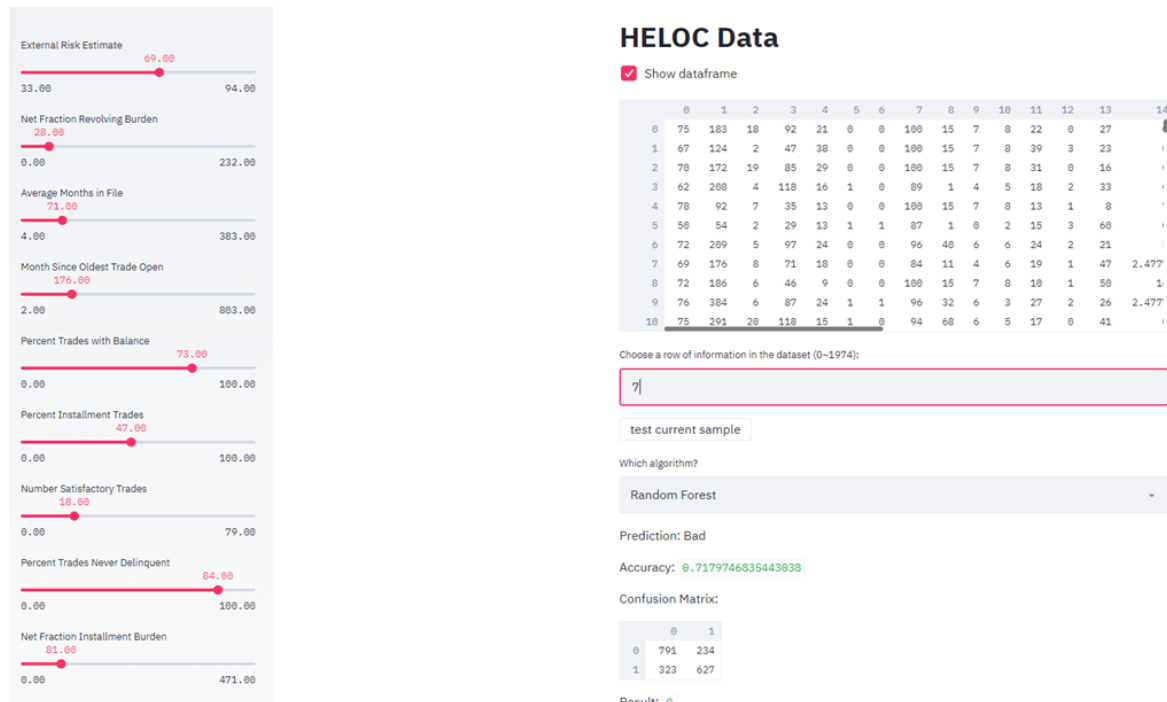 External Risk Estimate
69.00
33.00 94.00
Net Fraction Revolving Burden
28.00
0.00 232.00
Average Months in File
71.00
4.00 383.00
Month Since Oldest Trade Open
176.00
2.00 803.00
Percent Trades with Balance
73.00
0.00 100.00
Percent Installment Trades
47.00
0.00 100.00
Number Satisfactory Trades
18.00
0.00 79.00
Percent Trades Never Delinquent
84.00
0.00 100.00
Net Fraction Installment Burden
81.00
0.00 471.00
HELOC Data
Show dataframe
0 1 2 3 4 5 6 7 8 9 10 11 12 13 14
0 75 183 18 92 21 0 0 100 15 7 8 22 0 27
1 67 124 2 47 38 0 0 100 15 7 8 39 3 23
2 70 172 19 85 29 0 0 100 15 7 8 31 0 16
3 62 208 4 118 16 1 0 89 1 4 5 18 2 33
4 78 92 7 35 13 0 0 100 15 7 8 13 1 8
5 50 54 2 29 13 1 1 87 1 0 2 15 3 60
6 72 209 5 97 24 0 0 96 40 6 6 24 2 21
7 69 176 8 71 18 0 0 84 11 4 6 19 1 47 2.477
8 72 186 6 46 9 0 0 100 15 7 8 10 1 50
9 76 384 6 87 24 1 1 96 32 6 3 27 2 26 2.477
10 75 291 20 118 15 1 0 94 68 6 5 17 0 41
Choose a row of information in the dataset (0~1974):
7
test current sample
Which algorithm?
Random Forest
Prediction: Bad
Accuracy: 0.7179746835443038
Confusion Matrix:
0 1
0 791 234
1 323 627
Result: 0